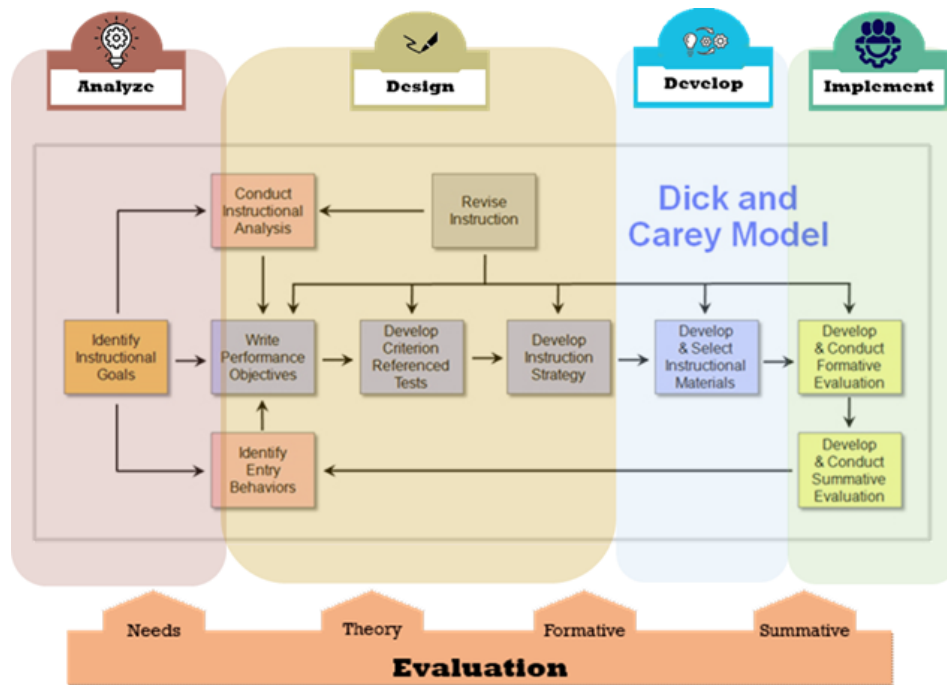 Analyze
Design
Develop
Implement
Conduct
Instructional
Analysis
Revise
Instruction
Dick and
Carey Model
Identify
Instructional
Goals
Write
Performance
Objectives
Develop
Criterion
Referenced
Tests
Develop
Instruction
Strategy
Develop
& Select
Instructional
Materials
Develop
& Conduct
Formative
Evaluation
Identify
Entry
Behaviors
Develop
& Conduct
Summative
Evaluation
Needs
Theory
Formative
Summative
Evaluation